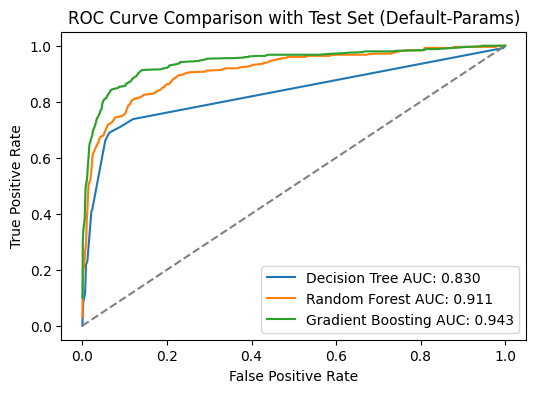 ROC Curve Comparison with Test Set (Default-Params)
1.0
0.8
0.6
0.4
0.2
0.0
True Positive Rate
Decision Tree AUC: 0.830
Random Forest AUC: 0.911
Gradient Boosting AUC: 0.943
0.0 0.2 0.4 0.6 0.8 1.0
False Positive Rate